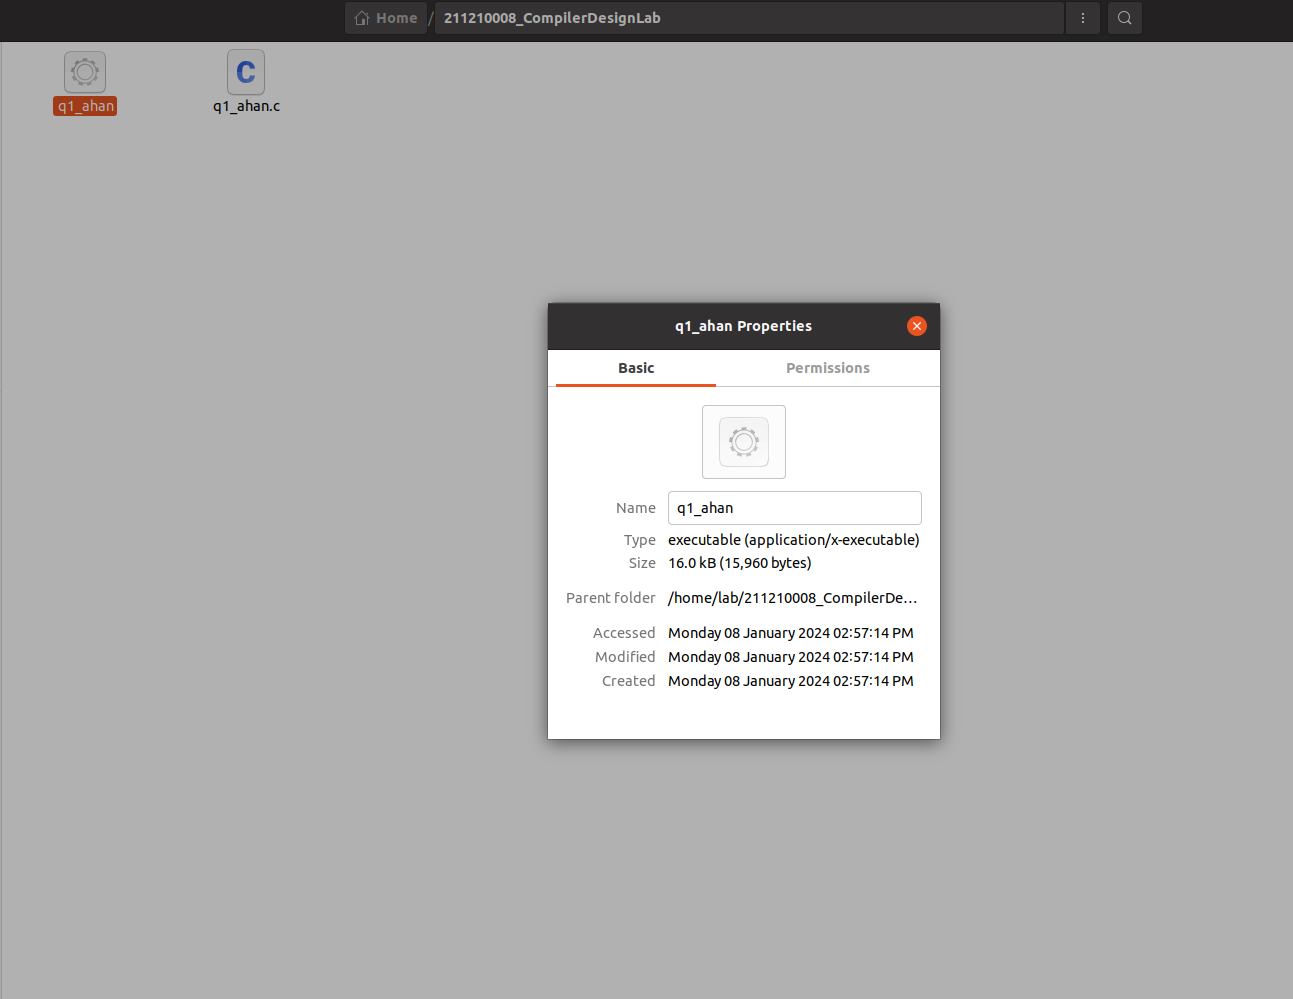 Home / 211210008_CompilerDesignLab
q1_ahan
C
q1_ahan.c
q1_ahan Properties
Basic Permissions
Name q1_ahan
Type executable (application/x-executable)
Size 16.0 kB (15,960 bytes)
Parent folder /home/lab/211210008_CompilerDe…
Accessed Monday 08 January 2024 02:57:14 PM
Modified Monday 08 January 2024 02:57:14 PM
Created Monday 08 January 2024 02:57:14 PM